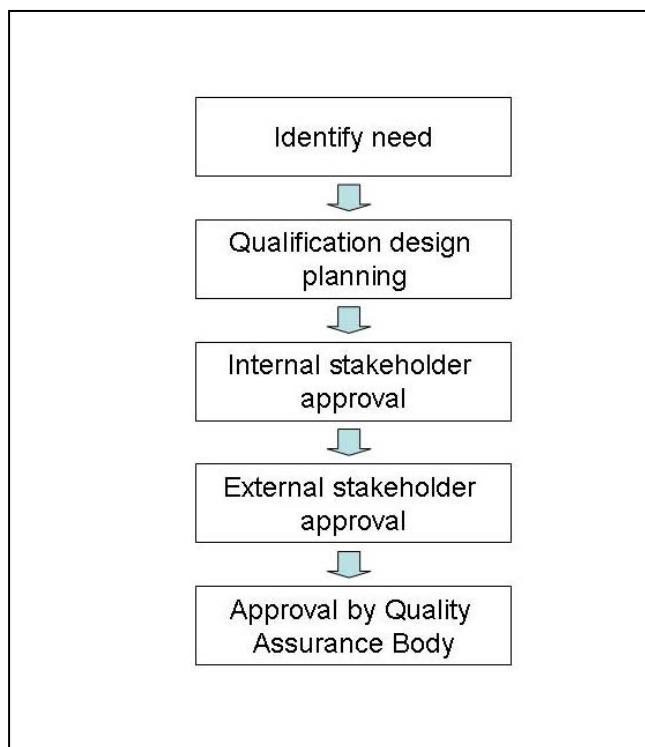 Identify need
Qualification design
planning
Internal stakeholder
approval
External stakeholder
approval
Approval by Quality
Assurance Body